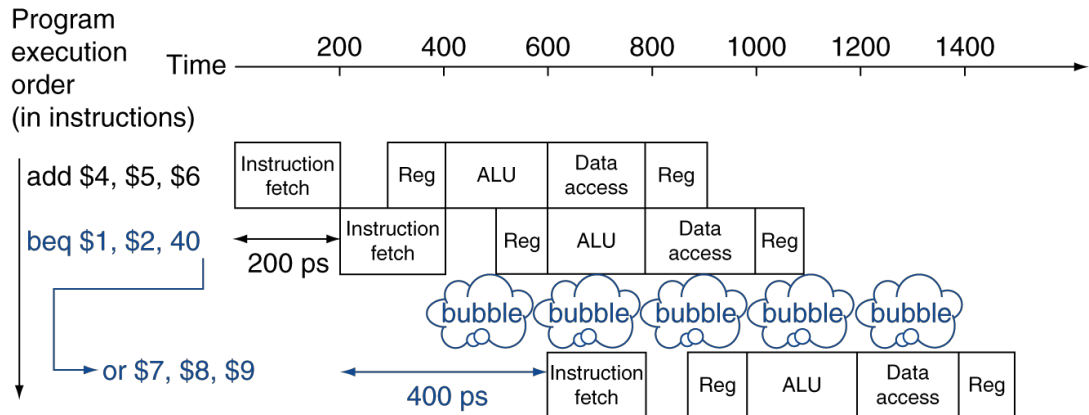 Program
execution
order
(in instructions)
Time
200 400 600 800 1000 1200 1400
add $4, $5, $6
Instruction
fetch
Reg
ALU
Data
access
Reg
beq $1, $2, 40
200 ps
Instruction
fetch
Reg
ALU
Data
access
Reg
bubble bubble bubble bubble bubble
or $7, $8, $9
400 ps
Instruction
fetch
Reg
ALU
Data
access
Reg